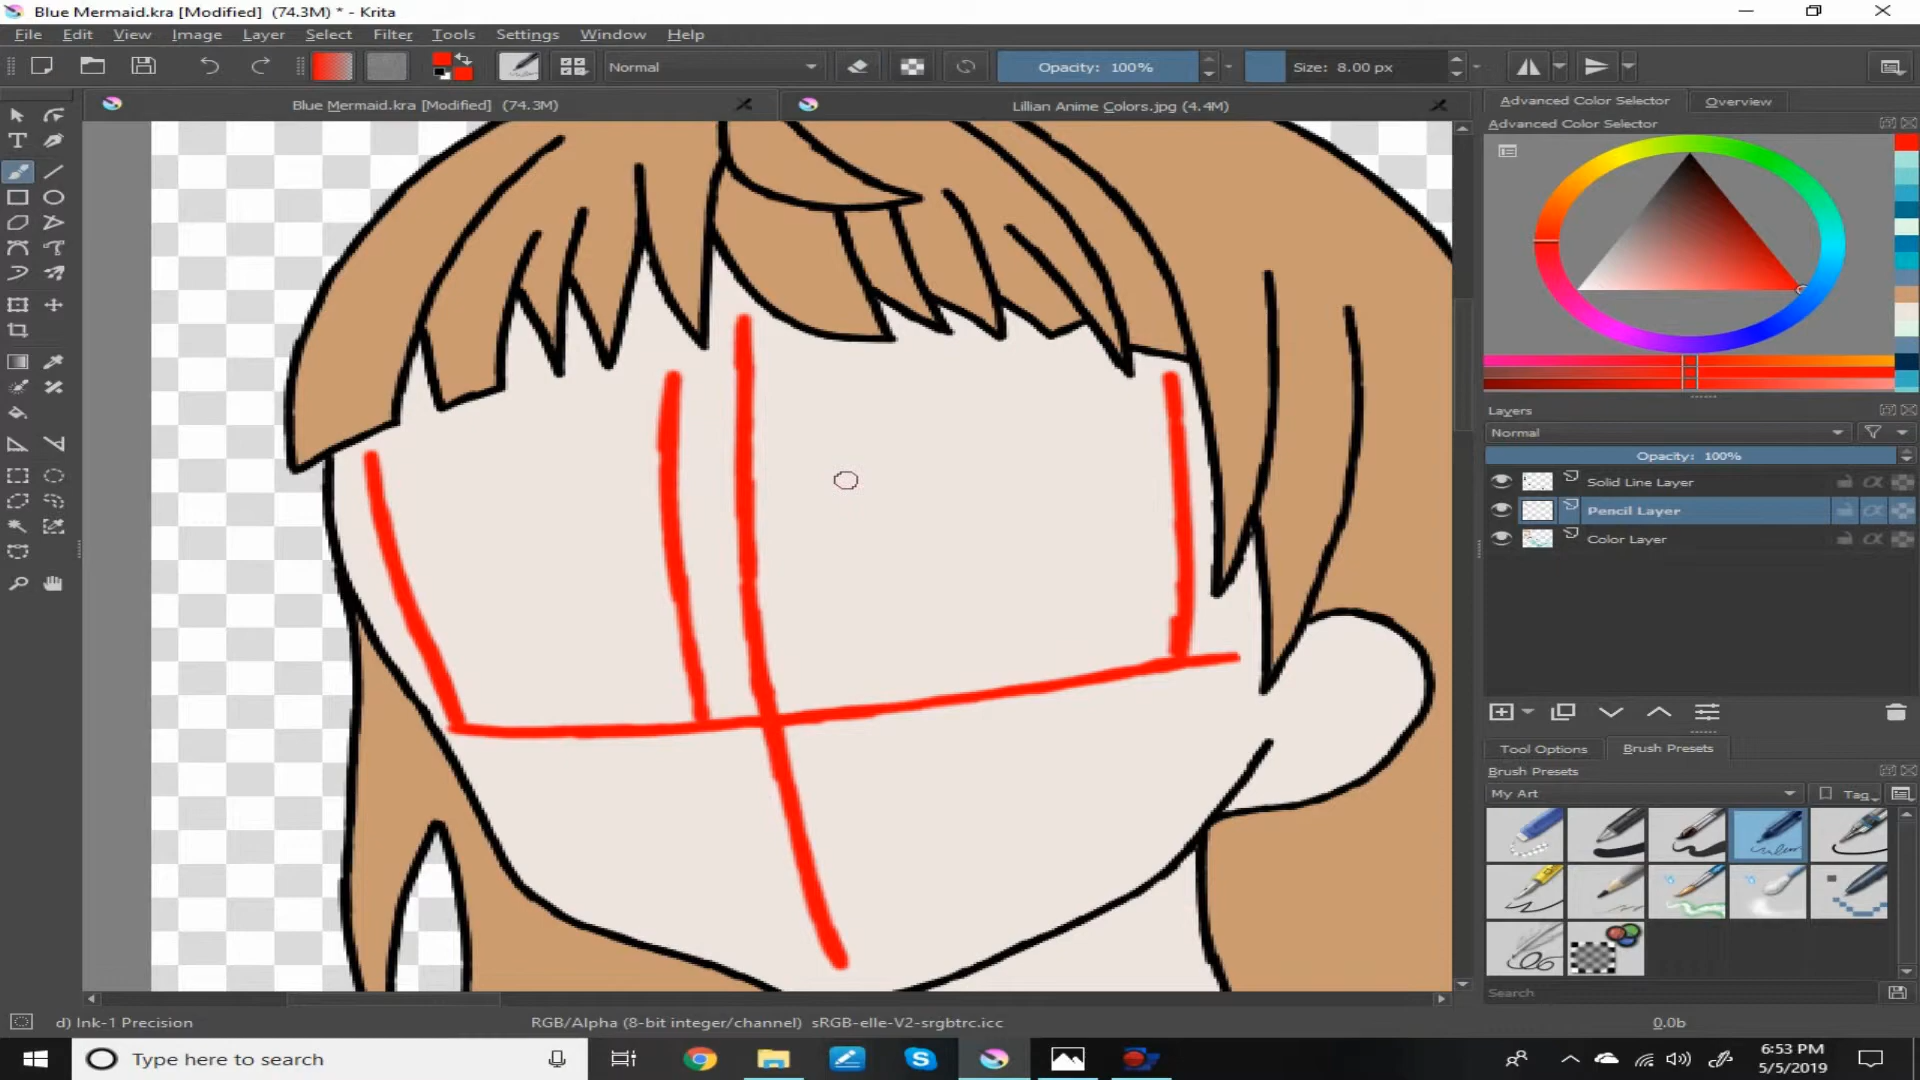 Blue Mermaid.kra [Modified]  (74.3M) * - Krita
File Edit View Image Layer Select Filter Tools Settings Window Help
Normal Opacity: 100% Size: 8.00 px
Blue Mermaid.kra [Modified]  (74.3M) Lillian Anime Colors.jpg (4.4M)
Advanced Color Selector Overview
Advanced Color Selector
Layers
Normal
Opacity: 100%
Solid Line Layer
Pencil Layer
Color Layer
Tool Options Brush Presets
Brush Presets
My Art Tag
Search
d) Ink-1 Precision RGB/Alpha (8-bit integer/channel)  sRGB-elle-V2-srgbtrc.icc 0.0b
Type here to search
6:53 PM
5/5/2019